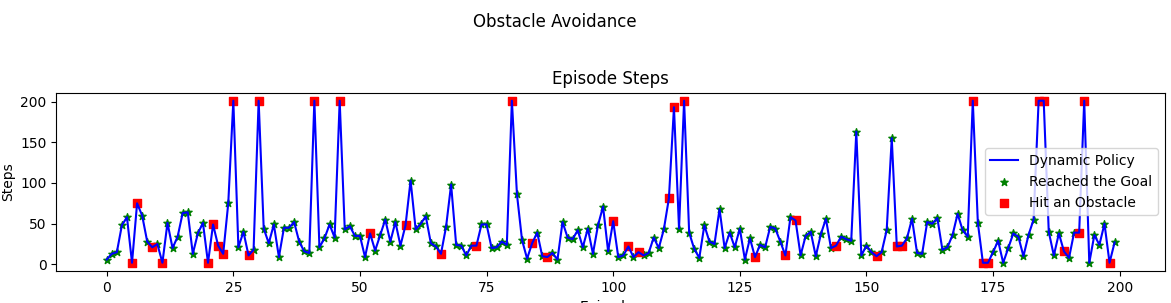 Obstacle Avoidance
Episode Steps
200
150
100
50
0
Steps
Dynamic Policy
Reached the Goal
Hit an Obstacle
0 25 50 75 100 125 150 175 200